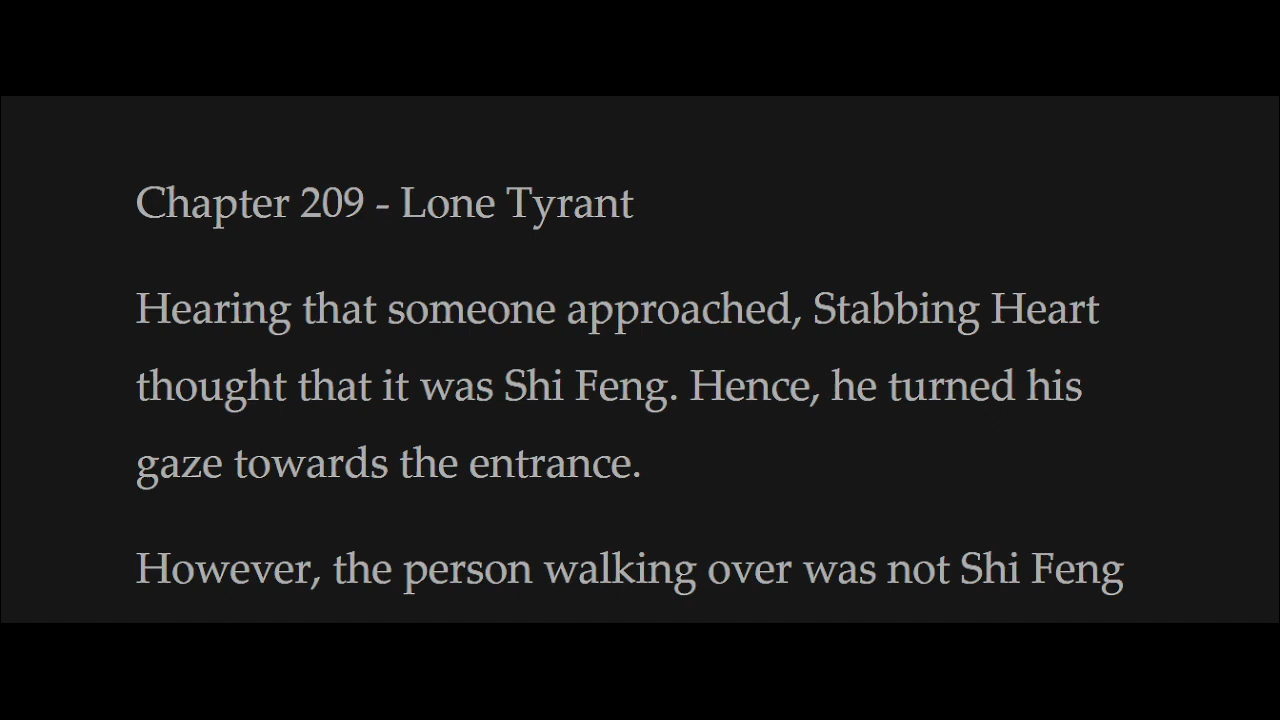 Chapter 209 - Lone Tyrant
Hearing that someone approached, Stabbing Heart
thought that it was Shi Feng. Hence, he turned his
gaze towards the entrance.
However, the person walking over was not Shi Feng